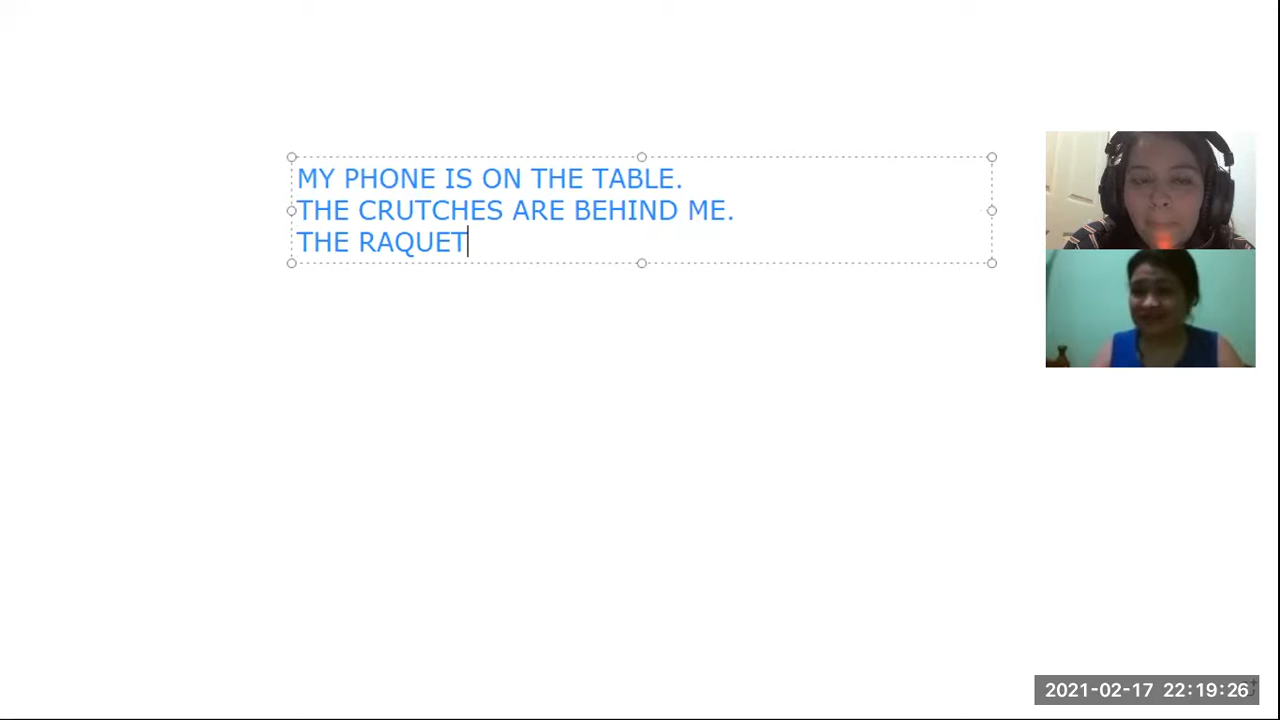 MY PHONE IS ON THE TABLE.
THE CRUTCHES ARE BEHIND ME.
THE RAQUET
2021-02-17 22:19:26